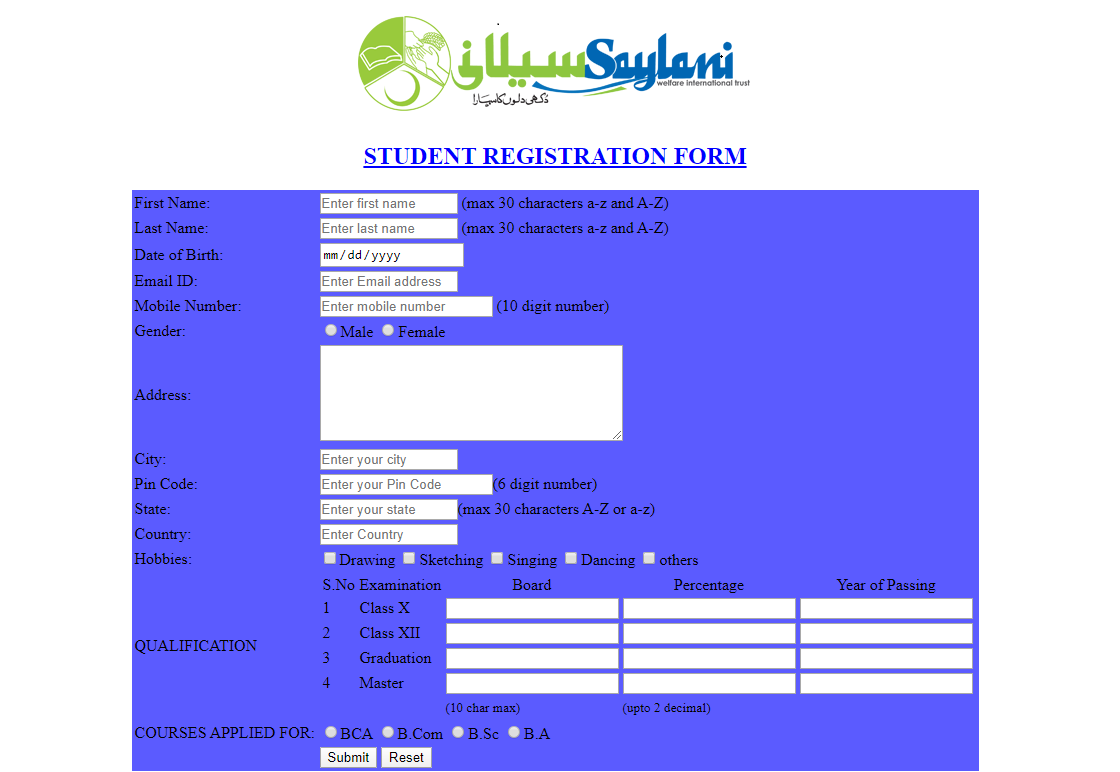 سیلانی Saylani
welfare international trust
دُکھی دلوں کا سہارا
STUDENT REGISTRATION FORM
First Name: Enter first name (max 30 characters a-z and A-Z)
Last Name: Enter last name (max 30 characters a-z and A-Z)
Date of Birth: mm/dd/yyyy
Email ID: Enter Email address
Mobile Number: Enter mobile number (10 digit number)
Gender: Male Female
Address:
City: Enter your city
Pin Code: Enter your Pin Code (6 digit number)
State: Enter your state (max 30 characters A-Z or a-z)
Country: Enter Country
Hobbies: Drawing Sketching Singing Dancing others
S.No Examination Board Percentage Year of Passing
1 Class X
2 Class XII
QUALIFICATION
3 Graduation
4 Master
(10 char max) (upto 2 decimal)
COURSES APPLIED FOR: BCA B.Com B.Sc B.A
Submit Reset